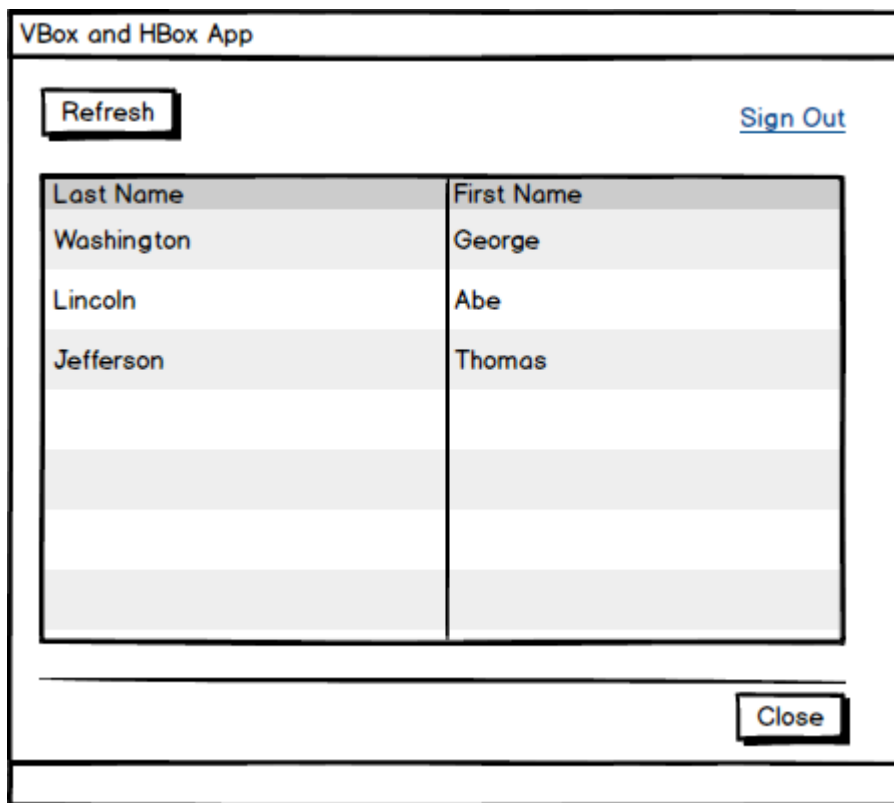 VBox and HBox App
Refresh
Sign Out
Last Name First Name
Washington George
Lincoln Abe
Jefferson Thomas
Close